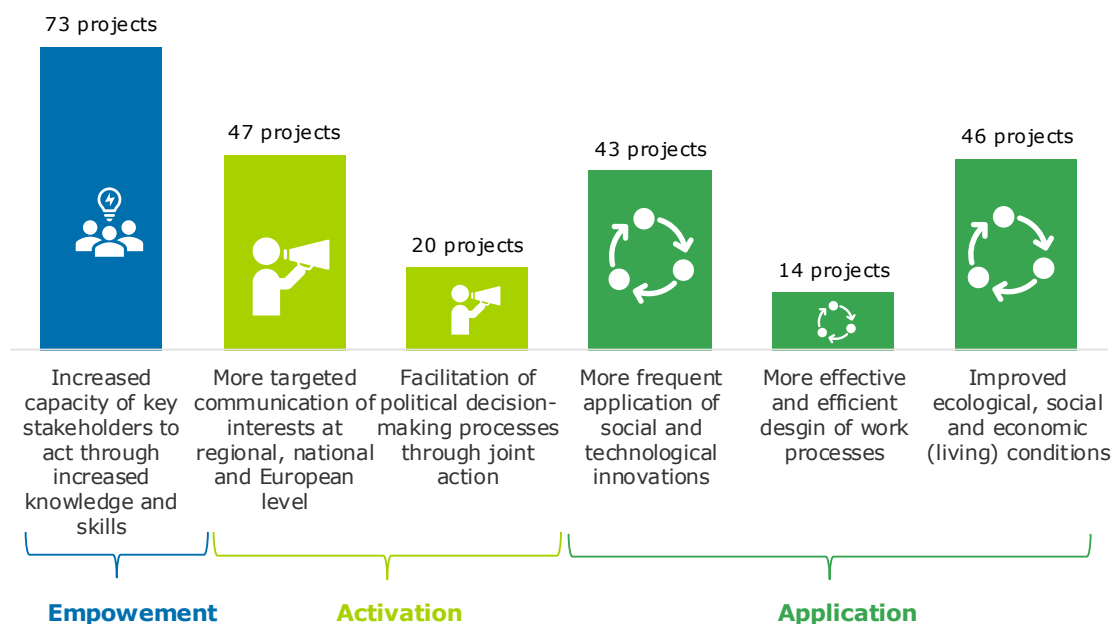 73 projects
Increased
capacity of key
stakeholders to
act through
increased
knowledge and
skills
47 projects
More targeted
communication of
interests at
regional, national
and European
level
20 projects
Facilitation of
political decision-
making processes
through joint
action
43 projects
More frequent
application of
social and
technological
innovations
14 projects
More effective
and efficient
desgin of work
processes
46 projects
Improved
ecological, social
and economic
(living) conditions
Empowement
Activation
Application